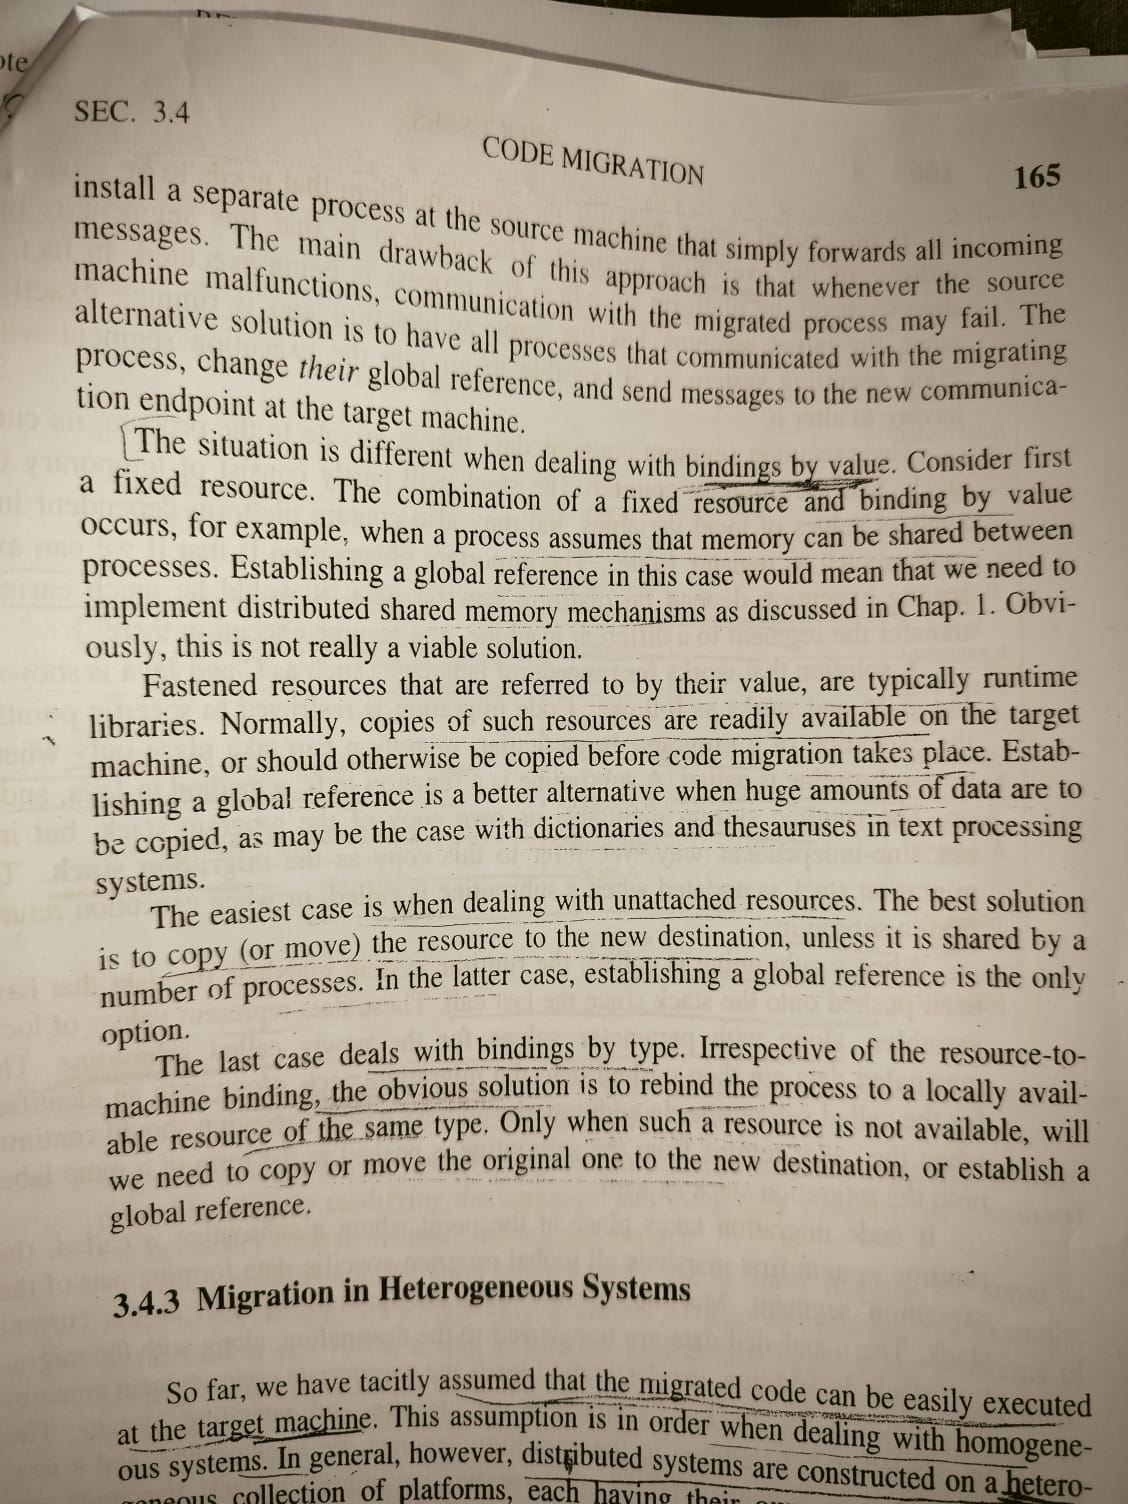 ote
SEC. 3.4
CODE MIGRATION
165
install a separate process at the source machine that simply forwards all incoming
messages. The main drawback of this approach is that whenever the source
machine malfunctions, communication with the migrated process may fail. The
alternative solution is to have all processes that communicated with the migrating
process, change their global reference, and send messages to the new communica-
tion endpoint at the target machine.
The situation is different when dealing with bindings by value. Consider first
a fixed resource. The combination of a fixed resource and binding by value
occurs, for example, when a process assumes that memory can be shared between
processes. Establishing a global reference in this case would mean that we need to
implement distributed shared memory mechanisms as discussed in Chap. 1. Obvi-
ously, this is not really a viable solution.
Fastened resources that are referred to by their value, are typically runtime
libraries. Normally, copies of such resources are readily available on the target
machine, or should otherwise be copied before code migration takes place. Estab-
lishing a global reference is a better alternative when huge amounts of data are to
be copied, as may be the case with dictionaries and thesauruses in text processing
systems.
The easiest case is when dealing with unattached resources. The best solution
is to copy (or move) the resource to the new destination, unless it is shared by a
number of processes. In the latter case, establishing a global reference is the only
option.
The last case deals with bindings by type. Irrespective of the resource-to-
machine binding, the obvious solution is to rebind the process to a locally avail-
able resource of the same type. Only when such a resource is not available, will
we need to copy or move the original one to the new destination, or establish a
global reference.
3.4.3 Migration in Heterogeneous Systems
So far, we have tacitly assumed that the migrated code can be easily executed
at the target machine. This assumption is in order when dealing with homogene-
ous systems. In general, however, distributed systems are constructed on a hetero-
geneous collection of platforms, each having their